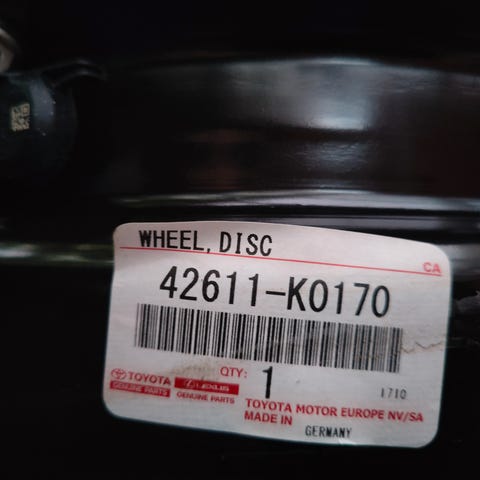 WHEEL, DISC
CA
42611-K0170
QTY: 1
1710
TOYOTA
GENUINE PARTS
LEXUS
GENUINE PARTS
TOYOTA MOTOR EUROPE NV/SA
MADE IN
GERMANY